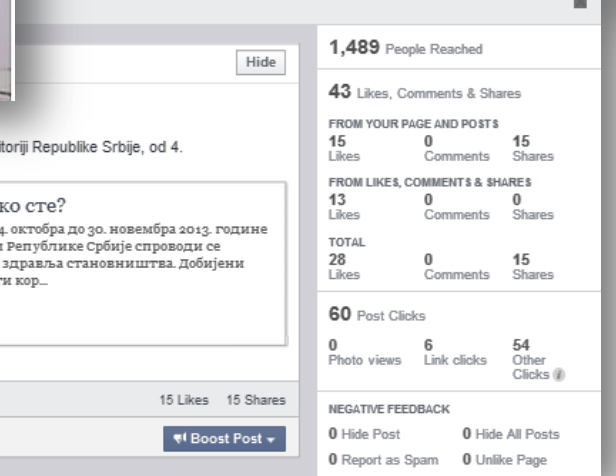 Hide
itoriji Republike Srbije, od 4.
ко сте?
4. октобра до 30. новембра 2013. године
и Републике Србије спроводи се
здравља становништва. Добијени
ти кор...
15 Likes 15 Shares
Boost Post
1,489 People Reached
43 Likes, Comments & Shares
FROM YOUR PAGE AND POSTS
15 0 15
Likes Comments Shares
FROM LIKES, COMMENTS & SHARES
13 0 0
Likes Comments Shares
TOTAL
28 0 15
Likes Comments Shares
60 Post Clicks
0 6 54
Photo views Link clicks Other
Clicks i
NEGATIVE FEEDBACK
0 Hide Post 0 Hide All Posts
0 Report as Spam 0 Unlike Page